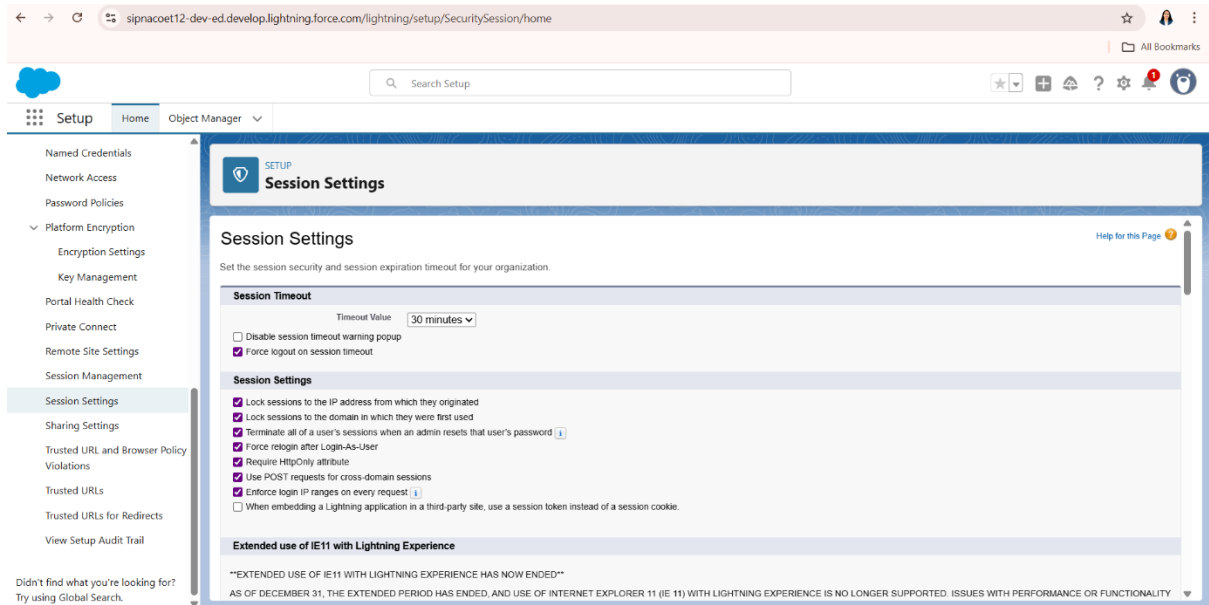 sipnacoet12-dev-ed.develop.lightning.force.com/lightning/setup/SecuritySession/home
All Bookmarks
Search Setup
1
Setup
Home
Object Manager
Named Credentials
Network Access
Password Policies
Platform Encryption
Encryption Settings
Key Management
Portal Health Check
Private Connect
Remote Site Settings
Session Management
Session Settings
Sharing Settings
Trusted URL and Browser Policy
Violations
Trusted URLs
Trusted URLs for Redirects
View Setup Audit Trail
Didn't find what you're looking for?
Try using Global Search.
SETUP
Session Settings
Session Settings
Help for this Page
Set the session security and session expiration timeout for your organization.
Session Timeout
Timeout Value 30 minutes
Disable session timeout warning popup
Force logout on session timeout
Session Settings
Lock sessions to the IP address from which they originated
Lock sessions to the domain in which they were first used
Terminate all of a user's sessions when an admin resets that user's password
Force relogin after Login-As-User
Require HttpOnly attribute
Use POST requests for cross-domain sessions
Enforce login IP ranges on every request
When embedding a Lightning application in a third-party site, use a session token instead of a session cookie.
Extended use of IE11 with Lightning Experience
**EXTENDED USE OF IE11 WITH LIGHTNING EXPERIENCE HAS NOW ENDED**
AS OF DECEMBER 31, THE EXTENDED PERIOD HAS ENDED, AND USE OF INTERNET EXPLORER 11 (IE 11) WITH LIGHTNING EXPERIENCE IS NO LONGER SUPPORTED. ISSUES WITH PERFORMANCE OR FUNCTIONALITY